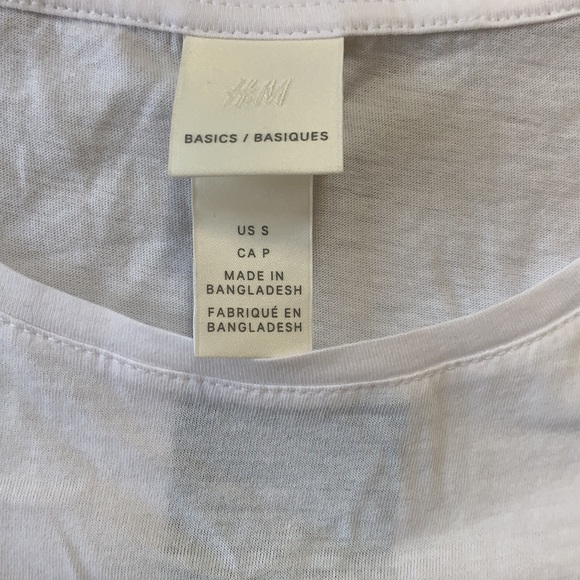 H&M
BASICS / BASIQUES
US S
CA P
MADE IN
BANGLADESH
FABRIQUÉ EN
BANGLADESH